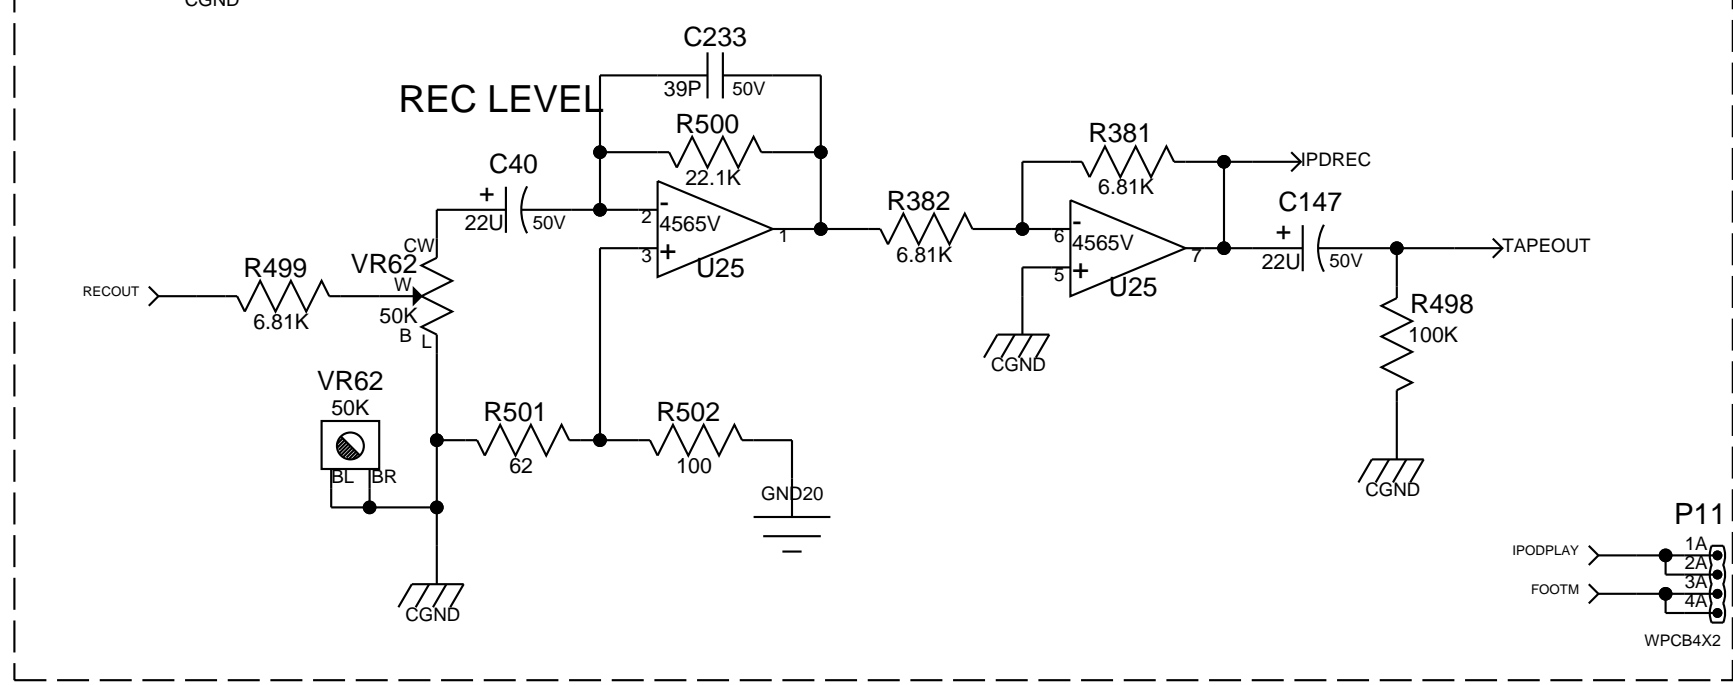 CGND
C233
39P
50V
REC LEVEL
R500
22.1K
C40
+
22U
50V
2
-
4565V
3
+
1
U25
R381
6.81K
IPDREC
R382
6.81K
6
-
4565V
5
+
7
U25
CGND
C147
+
22U
50V
TAPEOUT
R498
100K
CGND
RECOUT
R499
6.81K
CW
VR62
W
50K
B
L
VR62
50K
BL
BR
R501
62
R502
100
GND20
CGND
P11
IPODPLAY
1A
2A
FOOTM
3A
4A
WPCB4X2